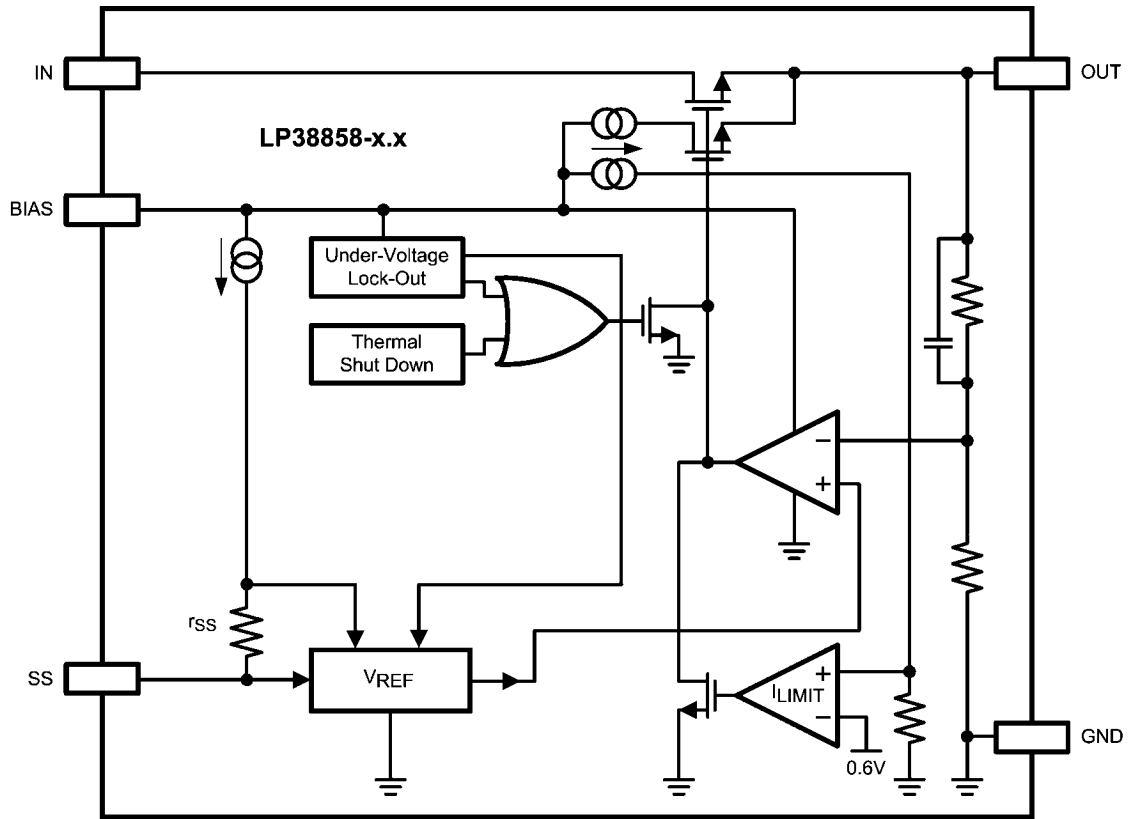 IN
OUT
LP38858-x.x
BIAS
Under-Voltage
Lock-Out
Thermal
Shut Down
−
+
rSS
SS
VREF
+
ILIMIT
−
0.6V
GND